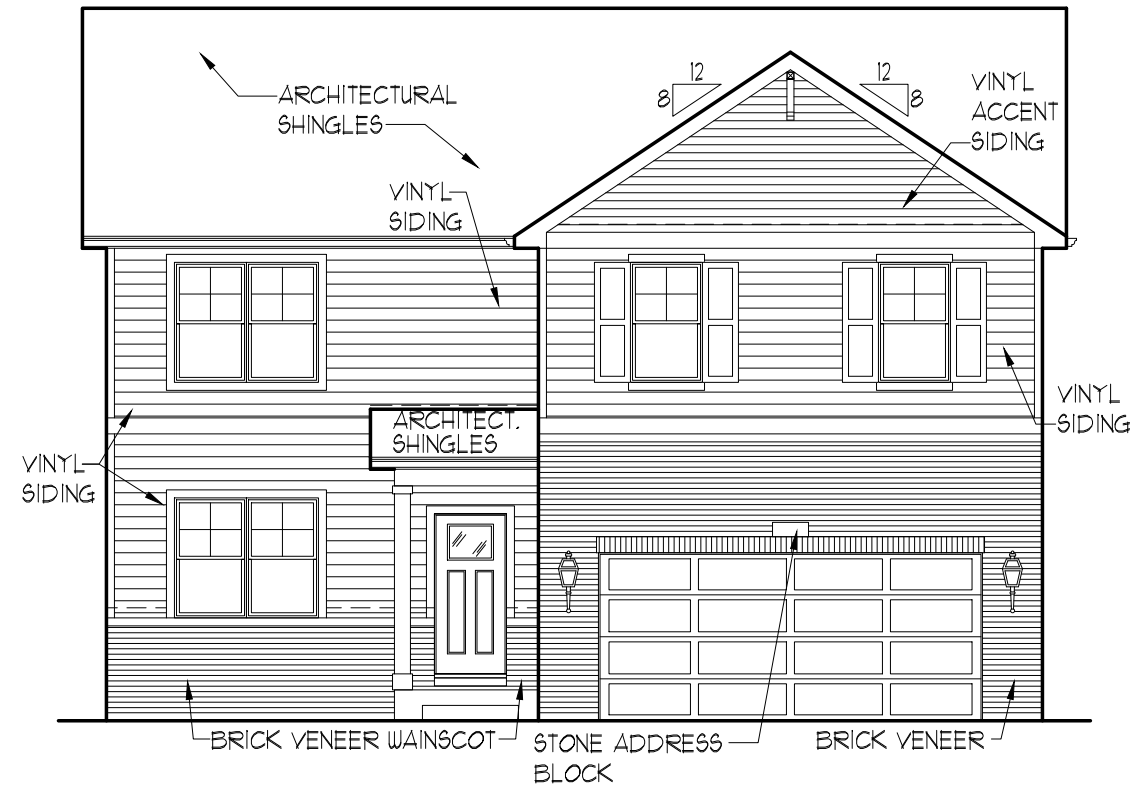 12
8
12
8
VINYL
ACCENT
SIDING
ARCHITECTURAL
SHINGLES
VINYL
SIDING
VINYL
SIDING
ARCHITECT.
SHINGLES
VINYL
SIDING
BRICK VENEER WAINSCOT
STONE ADDRESS
BLOCK
BRICK VENEER